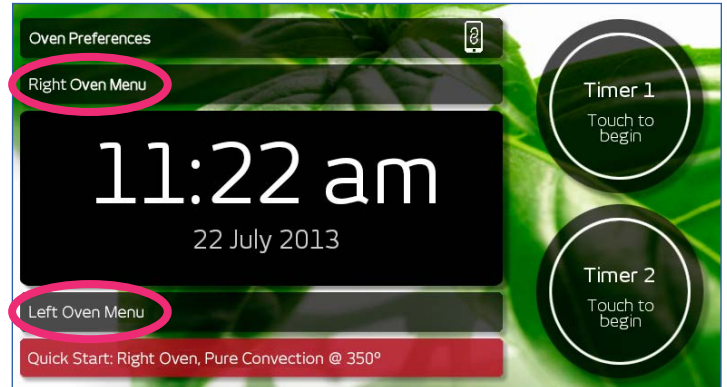 Oven Preferences
Right Oven Menu
11:22 am
22 July 2013
Left Oven Menu
Quick Start: Right Oven, Pure Convection @ 350°
Timer 1
Touch to
begin
Timer 2
Touch to
begin